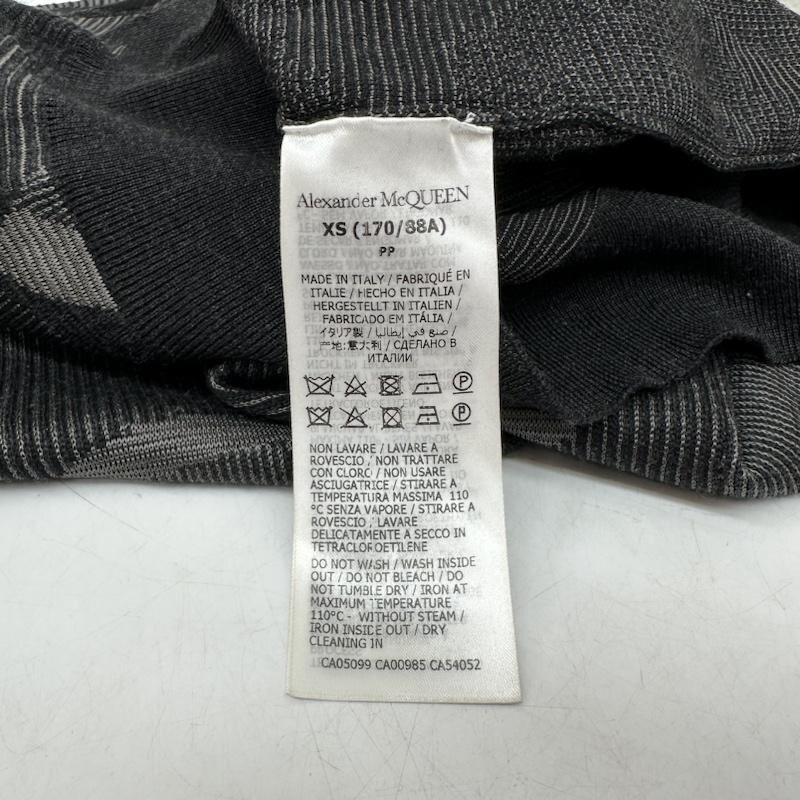 Alexander McQUEEN
XS (170/88A)
PP
MADE IN ITALY / FABRIQUÉ EN
ITALIE / HECHO EN ITALIA /
HERGESTELLT IN ITALIEN /
FABRICADO EM ITÁLIA /
イタリア製 / صنع في إيطاليا /
产地:意大利 / СДЕЛАНО В
ИТАЛИИ
P
P
NON LAVARE / LAVARE A
ROVESCIO / NON TRATTARE
CON CLORO / NON USARE
ASCIUGATRICE / STIRARE A
TEMPERATURA MASSIMA 110
°C SENZA VAPORE / STIRARE A
ROVESCIO / LAVARE
DELICATAMENTE A SECCO IN
TETRACLOROETILENE
DO NOT WASH / WASH INSIDE
OUT / DO NOT BLEACH / DO
NOT TUMBLE DRY / IRON AT
MAXIMUM TEMPERATURE
110°C - WITHOUT STEAM /
IRON INSIDE OUT / DRY
CLEANING IN
CA05099 CA00985 CA54052